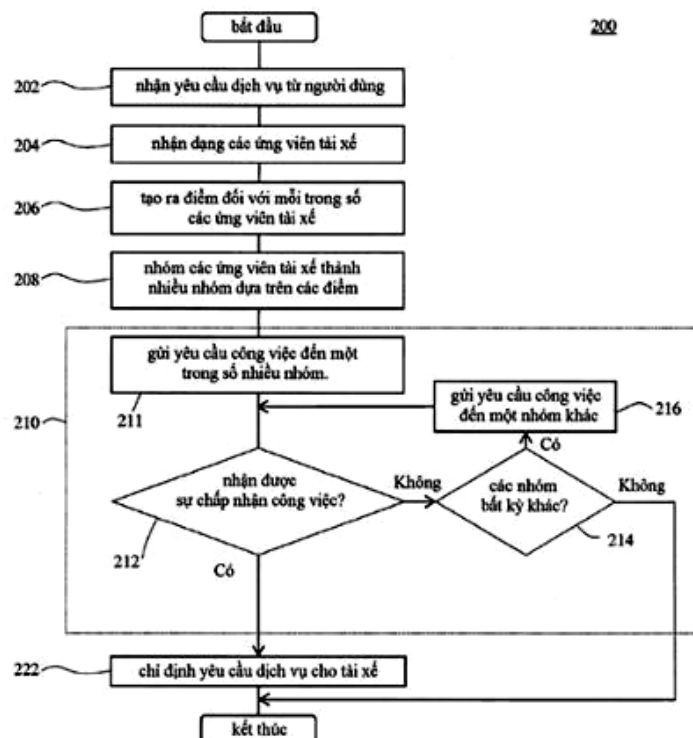 bắt đầu
200
202
nhận yêu cầu dịch vụ từ người dùng
204
nhận dạng các ứng viên tài xế
206
tạo ra điểm đối với mỗi trong số
các ứng viên tài xế
208
nhóm các ứng viên tài xế thành
nhiều nhóm dựa trên các điểm
210
gửi yêu cầu công việc đến một
trong số nhiều nhóm.
211
gửi yêu cầu công việc
đến một nhóm khác
216
Có
nhận được
sự chấp nhận công việc?
212
Không
các nhóm
bất kỳ khác?
214
Không
Có
222
chỉ định yêu cầu dịch vụ cho tài xế
kết thúc